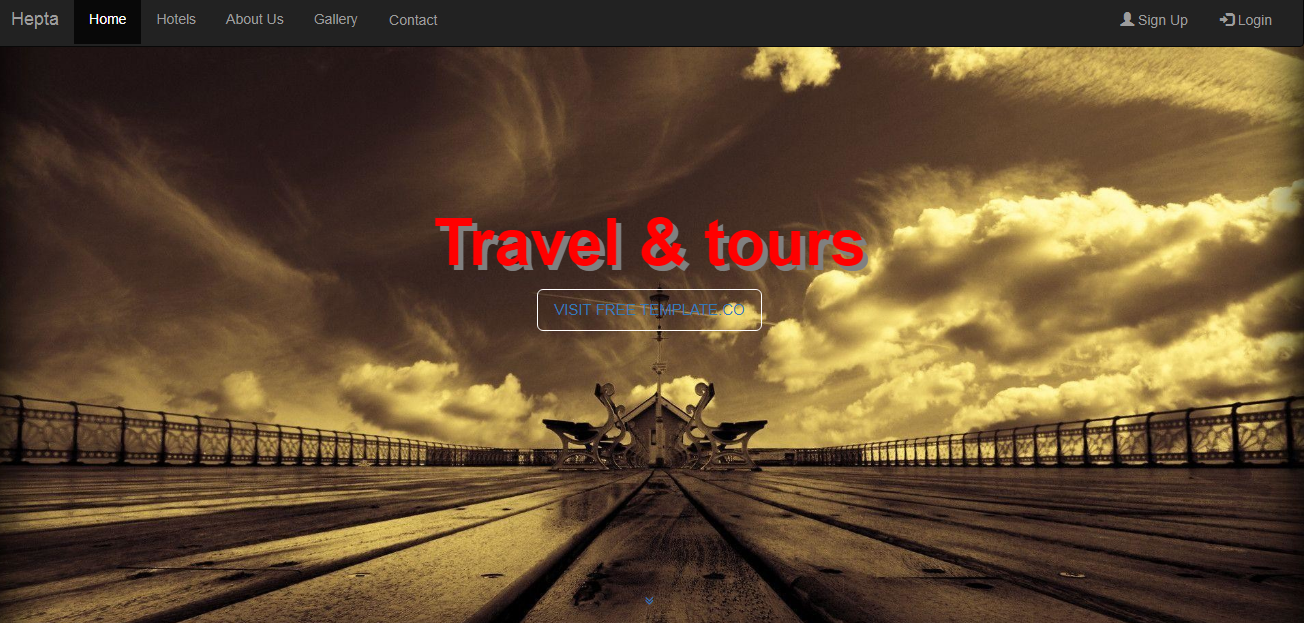 Hepta Home Hotels About Us Gallery Contact Sign Up Login
Travel & tours
VISIT FREE TEMPLATE.CO